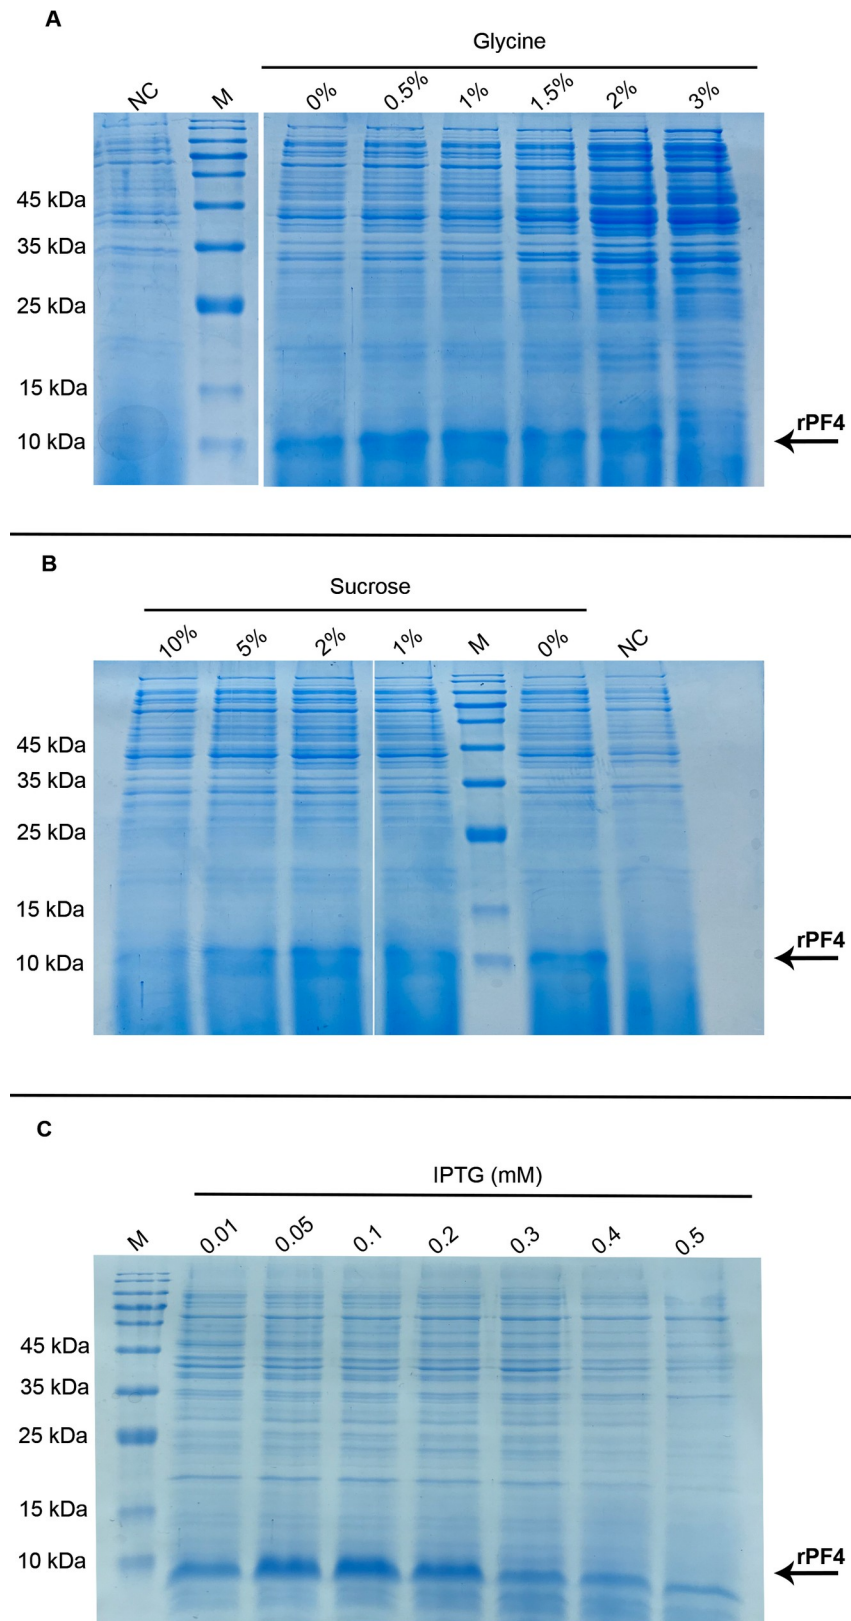 A
Glycine
NC M 0% 0.5% 1% 1.5% 2% 3%
45 kDa
35 kDa
25 kDa
15 kDa
10 kDa
rPF4
B
Sucrose
10% 5% 2% 1% M 0% NC
45 kDa
35 kDa
25 kDa
15 kDa
10 kDa
rPF4
C
IPTG (mM)
M 0.01 0.05 0.1 0.2 0.3 0.4 0.5
45 kDa
35 kDa
25 kDa
15 kDa
10 kDa
rPF4